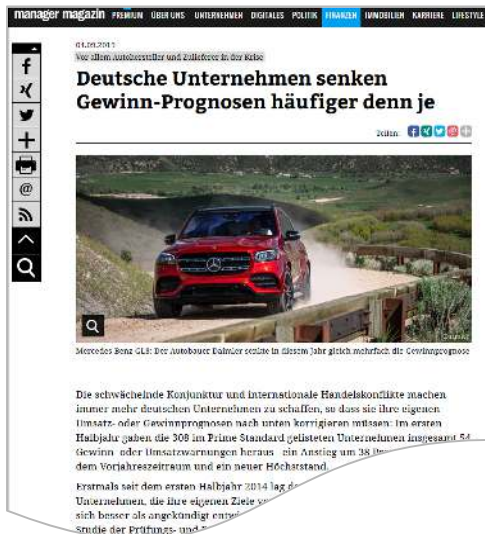 manager magazin PREMIUM ÜBER UNS UNTERNEHMEN DIGITALES POLITIK FINANZEN IMMOBILIEN KARRIERE LIFESTYLE
Vor allem Autohersteller und Zulieferer in der Krise
Deutsche Unternehmen senken
Gewinn-Prognosen häufiger denn je
Teilen:
Mercedes Benz GLS: Der Autobauer Daimler senkte in diesem Jahr gleich mehrfach die Gewinnprognose
Die schwächelnde Konjunktur und internationale Handelskonflikte machen
immer mehr deutschen Unternehmen zu schaffen, so dass sie ihre eigenen
Umsatz- oder Gewinnprognosen nach unten korrigieren müssen: Im ersten
Halbjahr gaben die 308 im Prime Standard gelisteten Unternehmen insgesamt 54
Gewinn- oder Umsatzwarnungen heraus - ein Anstieg um 38
dem Vorjahreszeitraum und ein neuer Höchststand.
Erstmals seit dem ersten Halbjahr 2014 lag
Unternehmen, die ihre eigenen Ziele
sich besser als angekündigt
Studie der Prüfungs- und